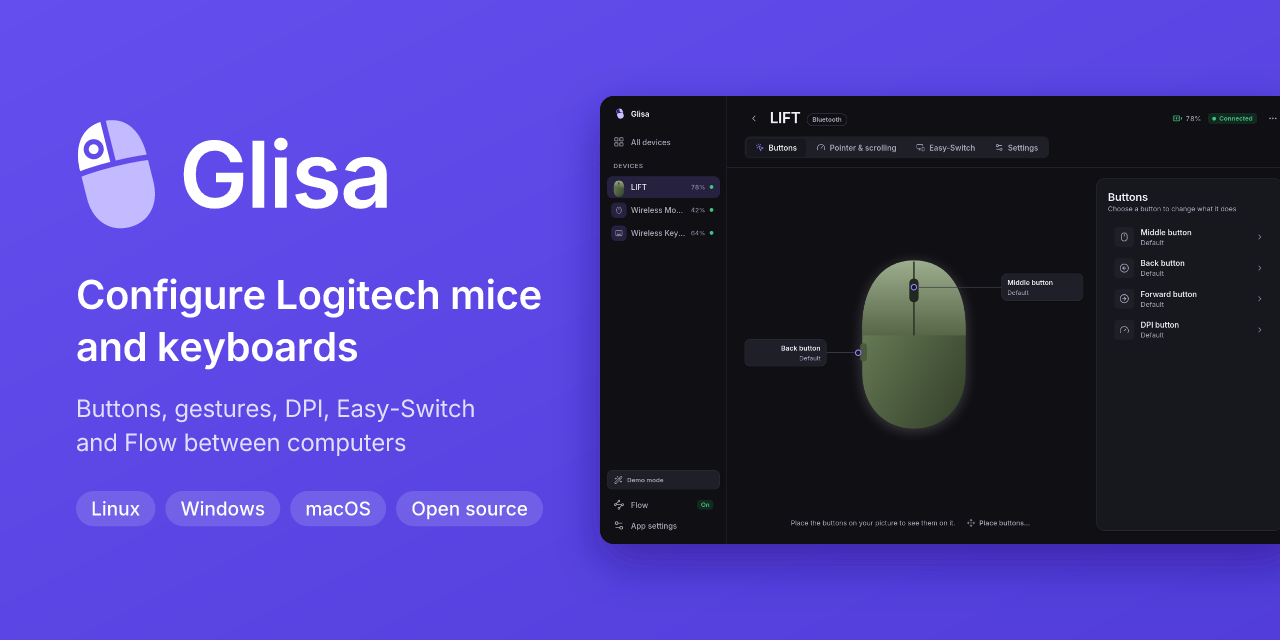 Glisa
Configure Logitech mice
and keyboards
Buttons, gestures, DPI, Easy-Switch
and Flow between computers
Linux
Windows
macOS
Open source
Glisa
All devices
DEVICES
LIFT 78%
Wireless Mo... 42%
Wireless Key... 64%
Demo mode
Flow On
App settings
LIFT Bluetooth
78% Connected
Buttons
Pointer & scrolling
Easy-Switch
Settings
Middle button
Default
Back button
Default
Place the buttons on your picture to see them on it. Place buttons...
Buttons
Choose a button to change what it does
Middle button
Default
Back button
Default
Forward button
Default
DPI button
Default